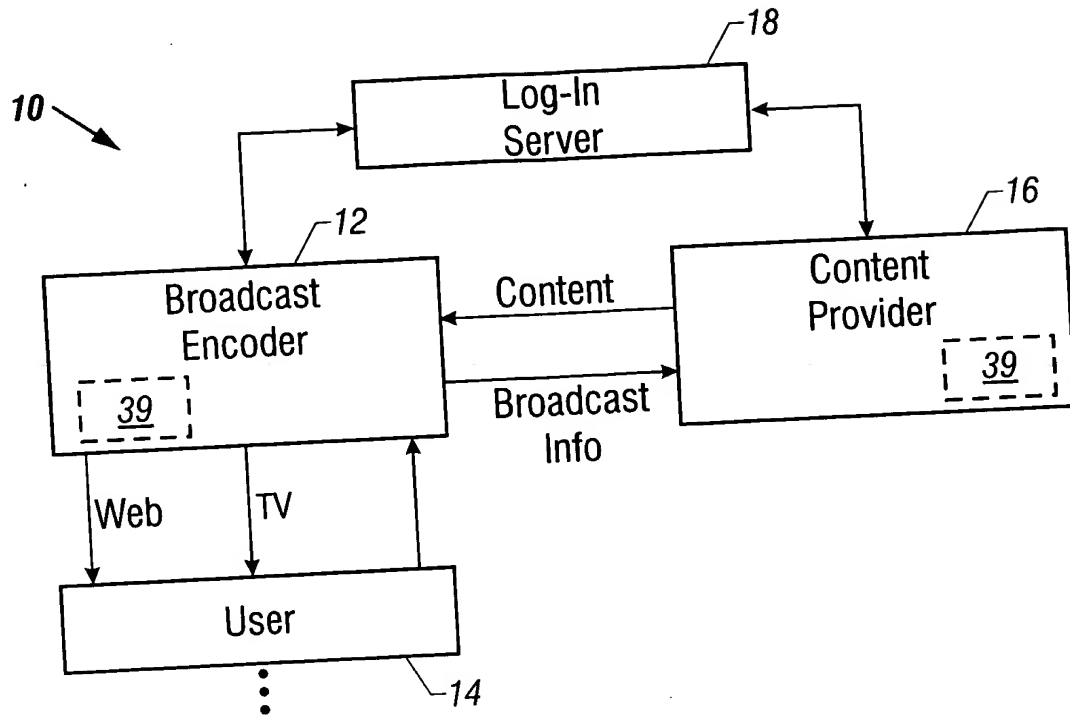 18
Log-In
Server
10
16
12
Content
Provider
39
Broadcast
Encoder
39
Content
Broadcast
Info
Web
TV
User
14